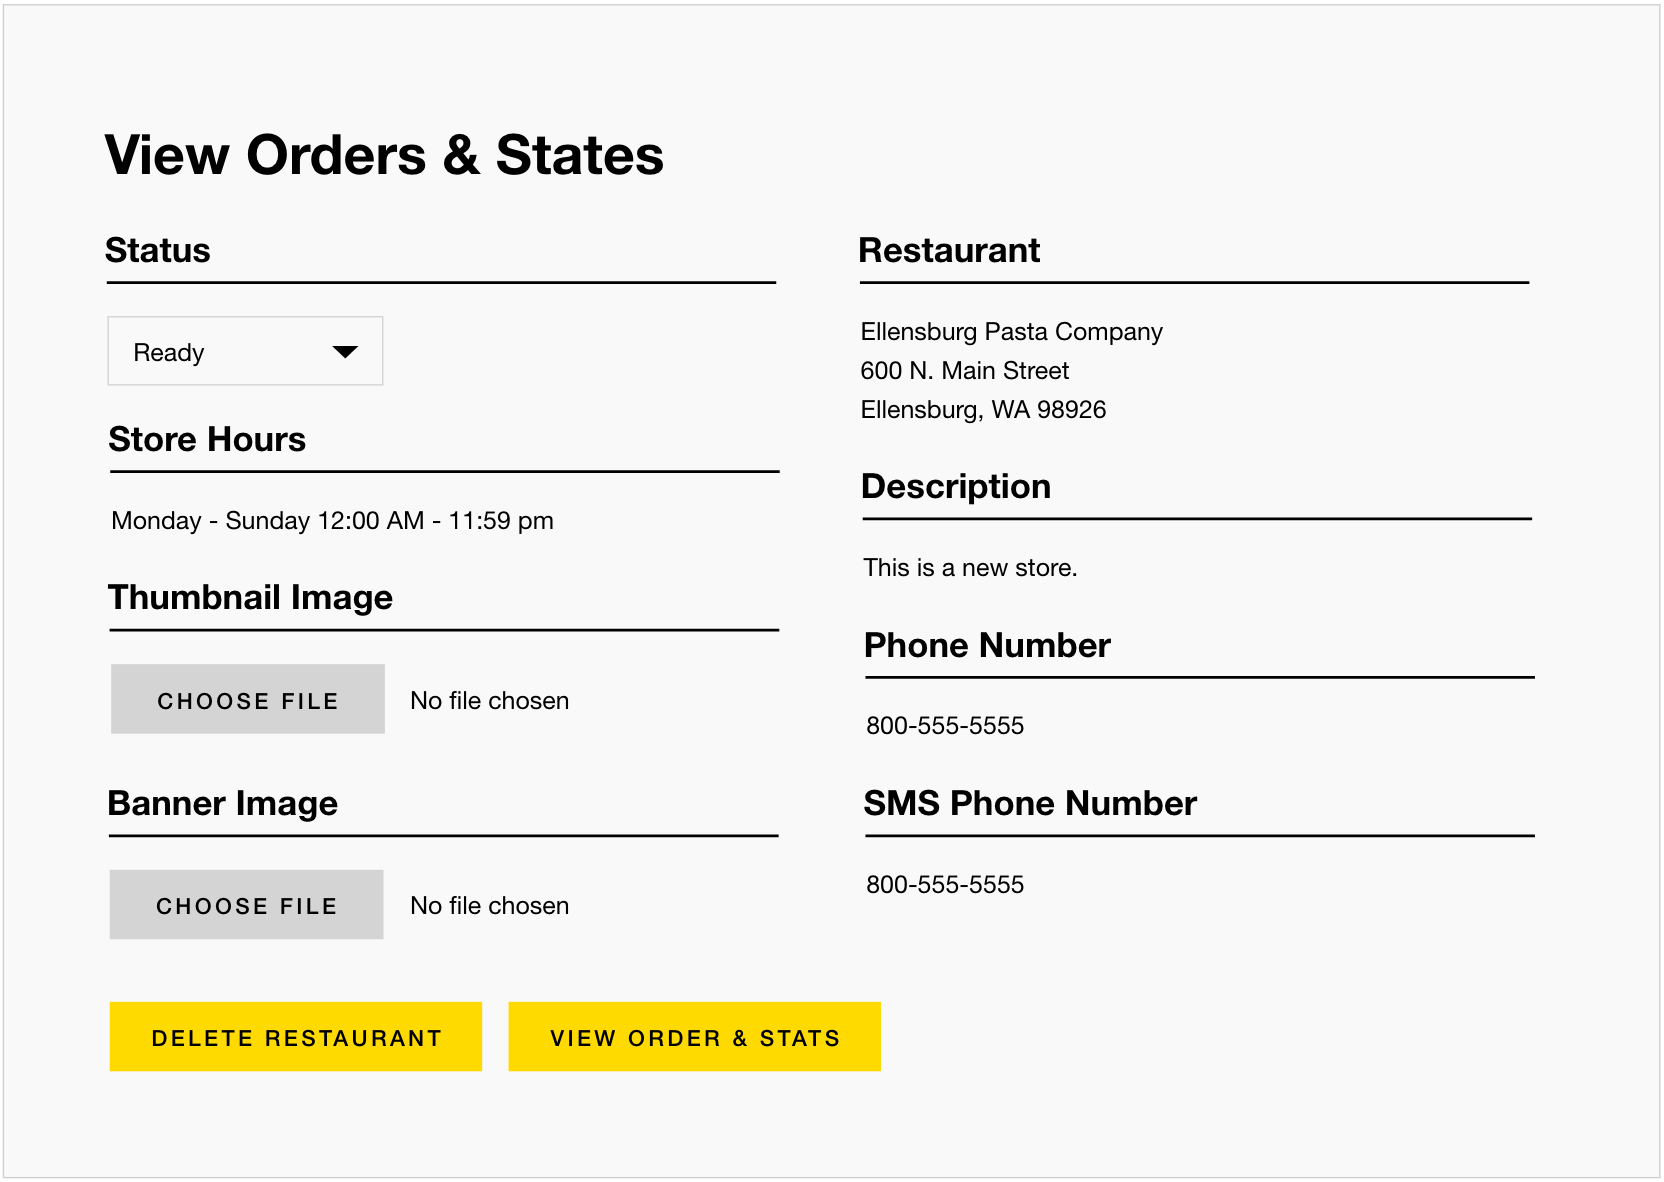 View Orders & States
Status
Ready
Store Hours
Monday - Sunday 12:00 AM - 11:59 pm
Thumbnail Image
CHOOSE FILE No file chosen
Banner Image
CHOOSE FILE No file chosen
Restaurant
Ellensburg Pasta Company
600 N. Main Street
Ellensburg, WA 98926
Description
This is a new store.
Phone Number
800-555-5555
SMS Phone Number
800-555-5555
DELETE RESTAURANT
VIEW ORDER & STATS